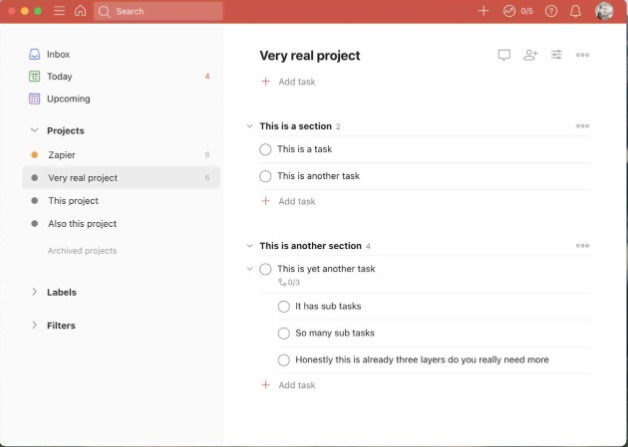 Search
0/5
Inbox
Today 4
Upcoming
Projects
Zapier 9
Very real project 6
This project
Also this project
Archived projects
Labels
Filters
Very real project
Add task
This is a section 2
This is a task
This is another task
Add task
This is another section 4
This is yet another task
0/3
It has sub tasks
So many sub tasks
Honestly this is already three layers do you really need more
Add task